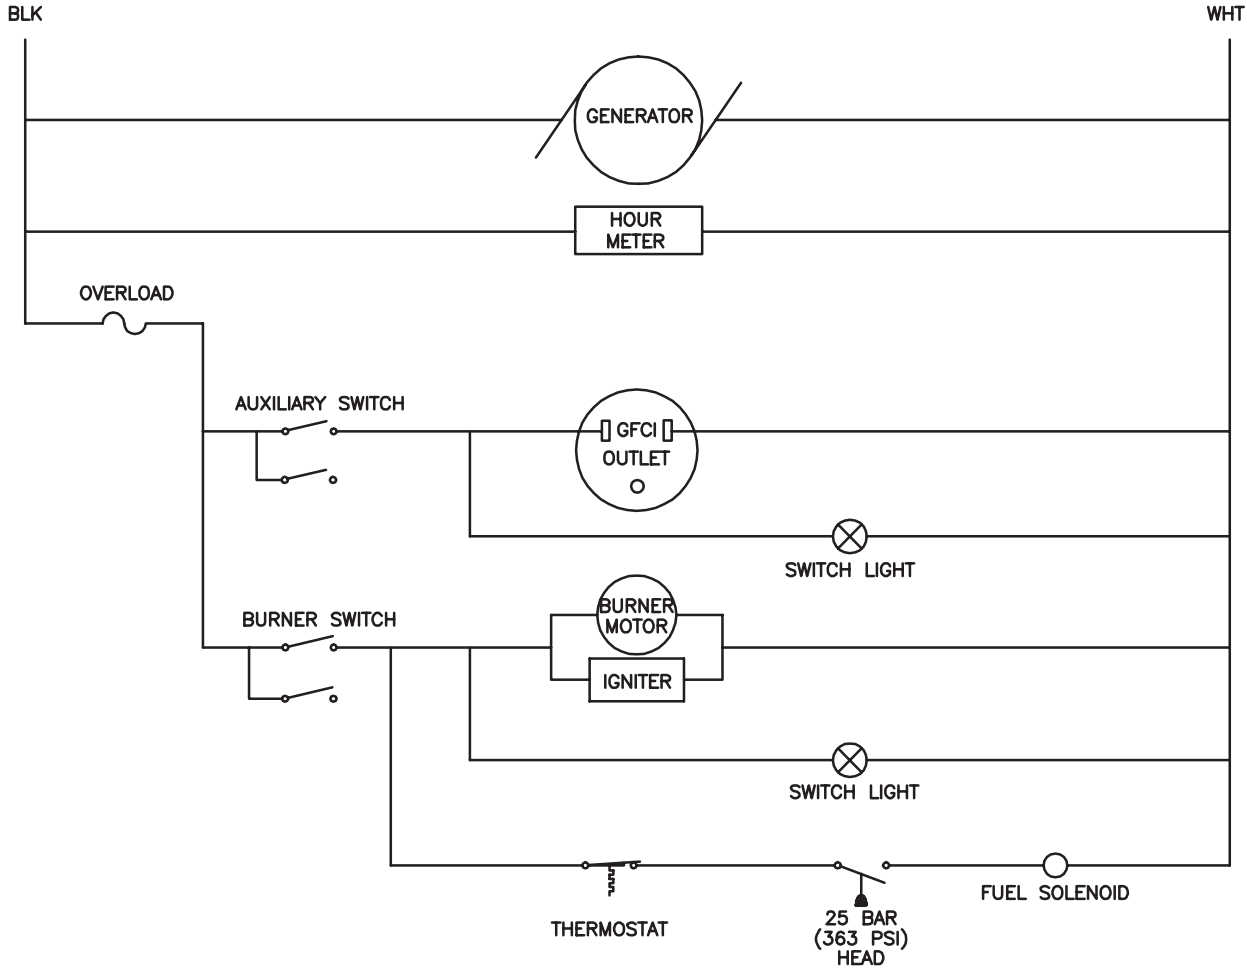 BLK
WHT
GENERATOR
HOUR
METER
OVERLOAD
AUXILIARY SWITCH
GFCI
OUTLET
SWITCH LIGHT
BURNER SWITCH
BURNER
MOTOR
IGNITER
SWITCH LIGHT
FUEL SOLENOID
THERMOSTAT
25 BAR
(363 PSI)
HEAD